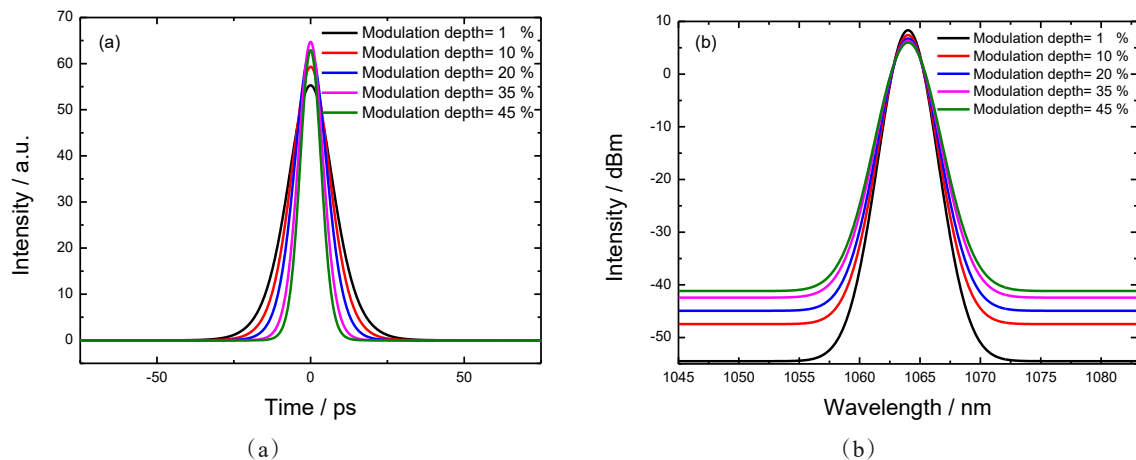 (a)
Modulation depth= 1 %
Modulation depth= 10 %
Modulation depth= 20 %
Modulation depth= 35 %
Modulation depth= 45 %
70
60
50
40
30
20
10
0
Intensity / a.u.
-50
0
50
Time / ps
(a)
(b)
Modulation depth= 1 %
Modulation depth= 10 %
Modulation depth= 20 %
Modulation depth= 35 %
Modulation depth= 45 %
10
0
-10
-20
-30
-40
-50
Intensity / dBm
1045
1050
1055
1060
1065
1070
1075
1080
Wavelength / nm
(b)